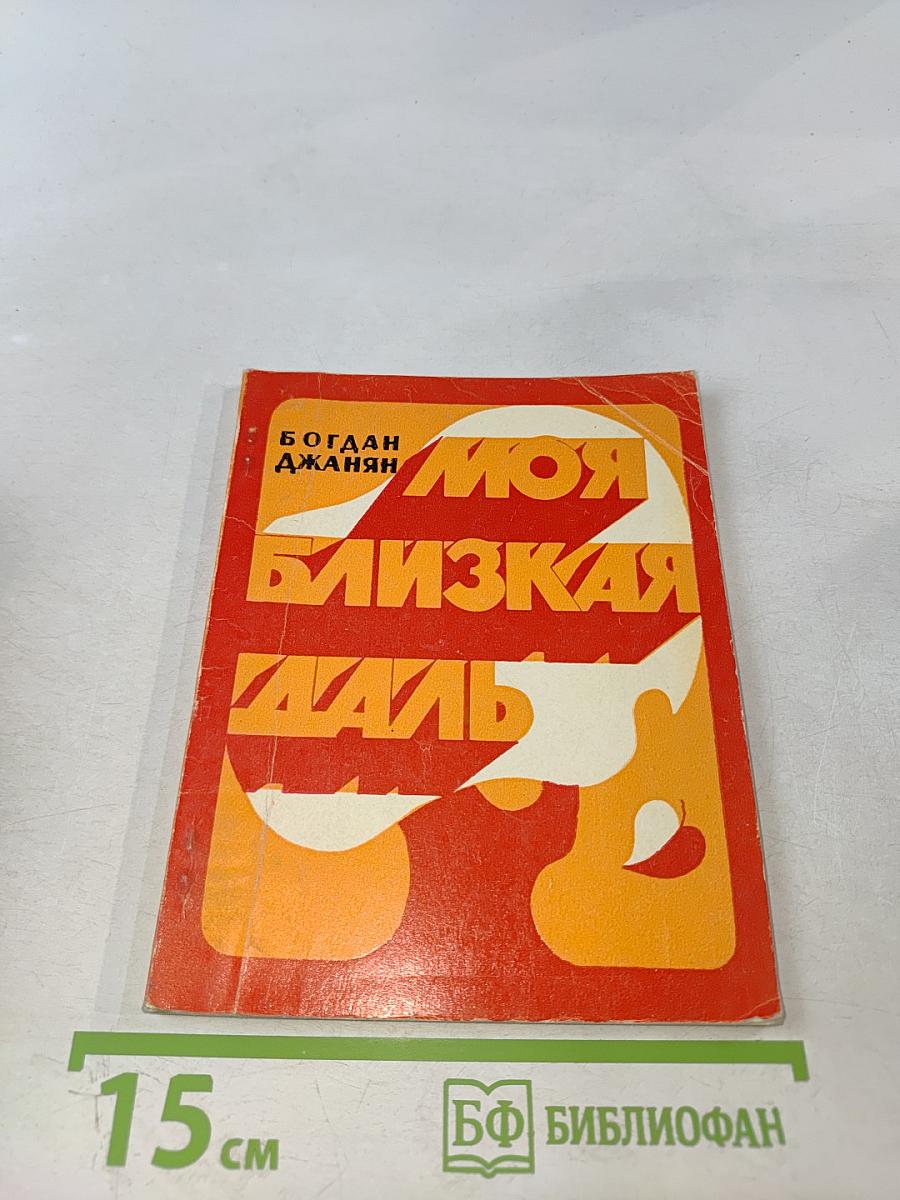 БОГДАН
ДЖАНЯН
МОЯ
БЛИЗКАЯ
ДАЛЬ
15 см
БФ БИБЛИОФАН